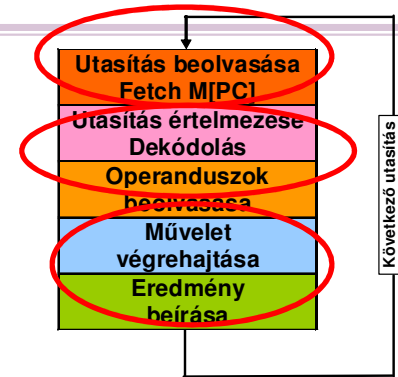 Utasítás beolvasása
Fetch M[PC]
Utasítás értelmezése
Dekódolás
Operanduszok
beolvasása
Művelet
végrehajtása
Eredmény
beírása
Következő utasítás